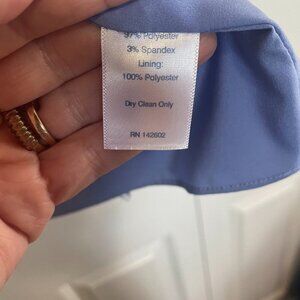 97% Polyester
3% Spandex
Lining:
100% Polyester
Dry Clean Only
RN 142602